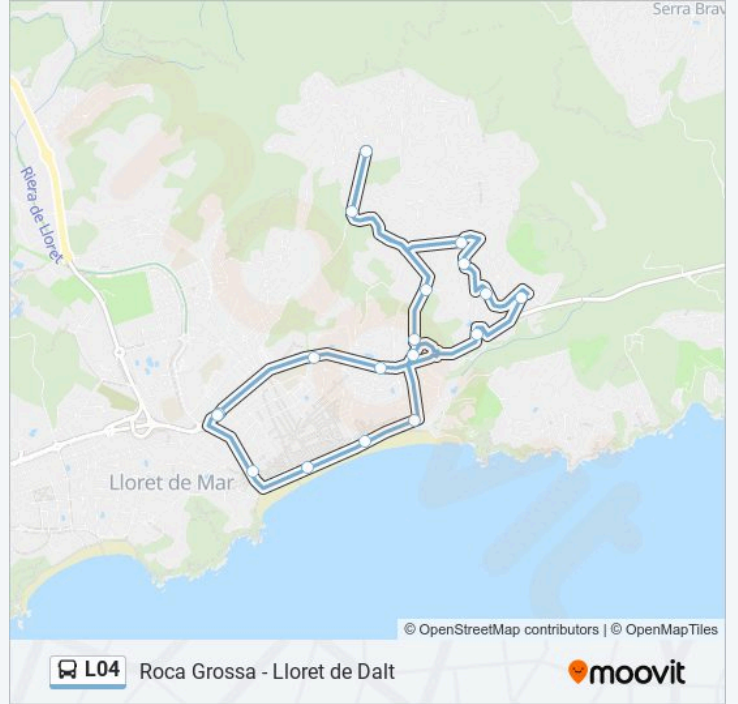 Serra Brav
Riera de Lloret
Lloret de Mar
© OpenStreetMap contributors | © OpenMapTiles
L04 Roca Grossa - Lloret de Dalt
moovit